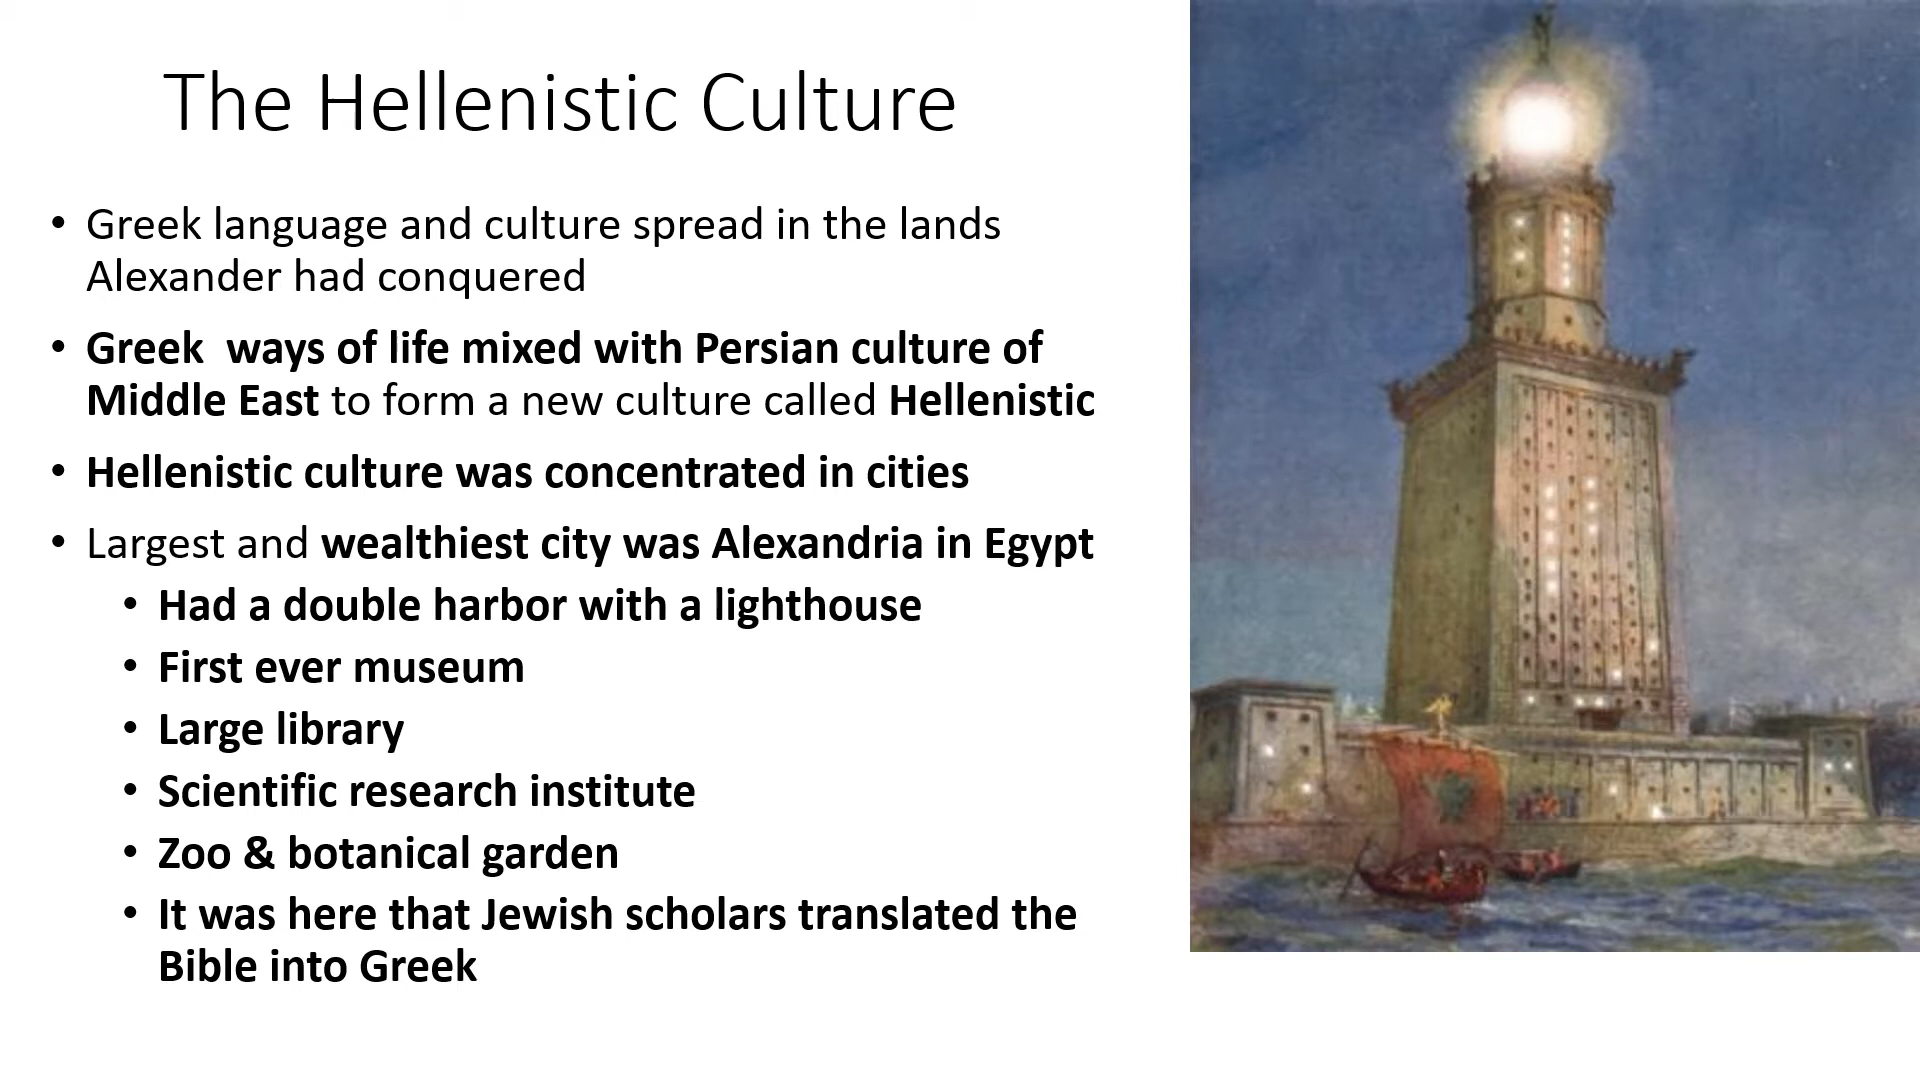 The Hellenistic Culture
• Greek language and culture spread in the lands
Alexander had conquered
• Greek  ways of life mixed with Persian culture of
Middle East to form a new culture called Hellenistic
• Hellenistic culture was concentrated in cities
• Largest and wealthiest city was Alexandria in Egypt
• Had a double harbor with a lighthouse
• First ever museum
• Large library
• Scientific research institute
• Zoo & botanical garden
• It was here that Jewish scholars translated the
Bible into Greek